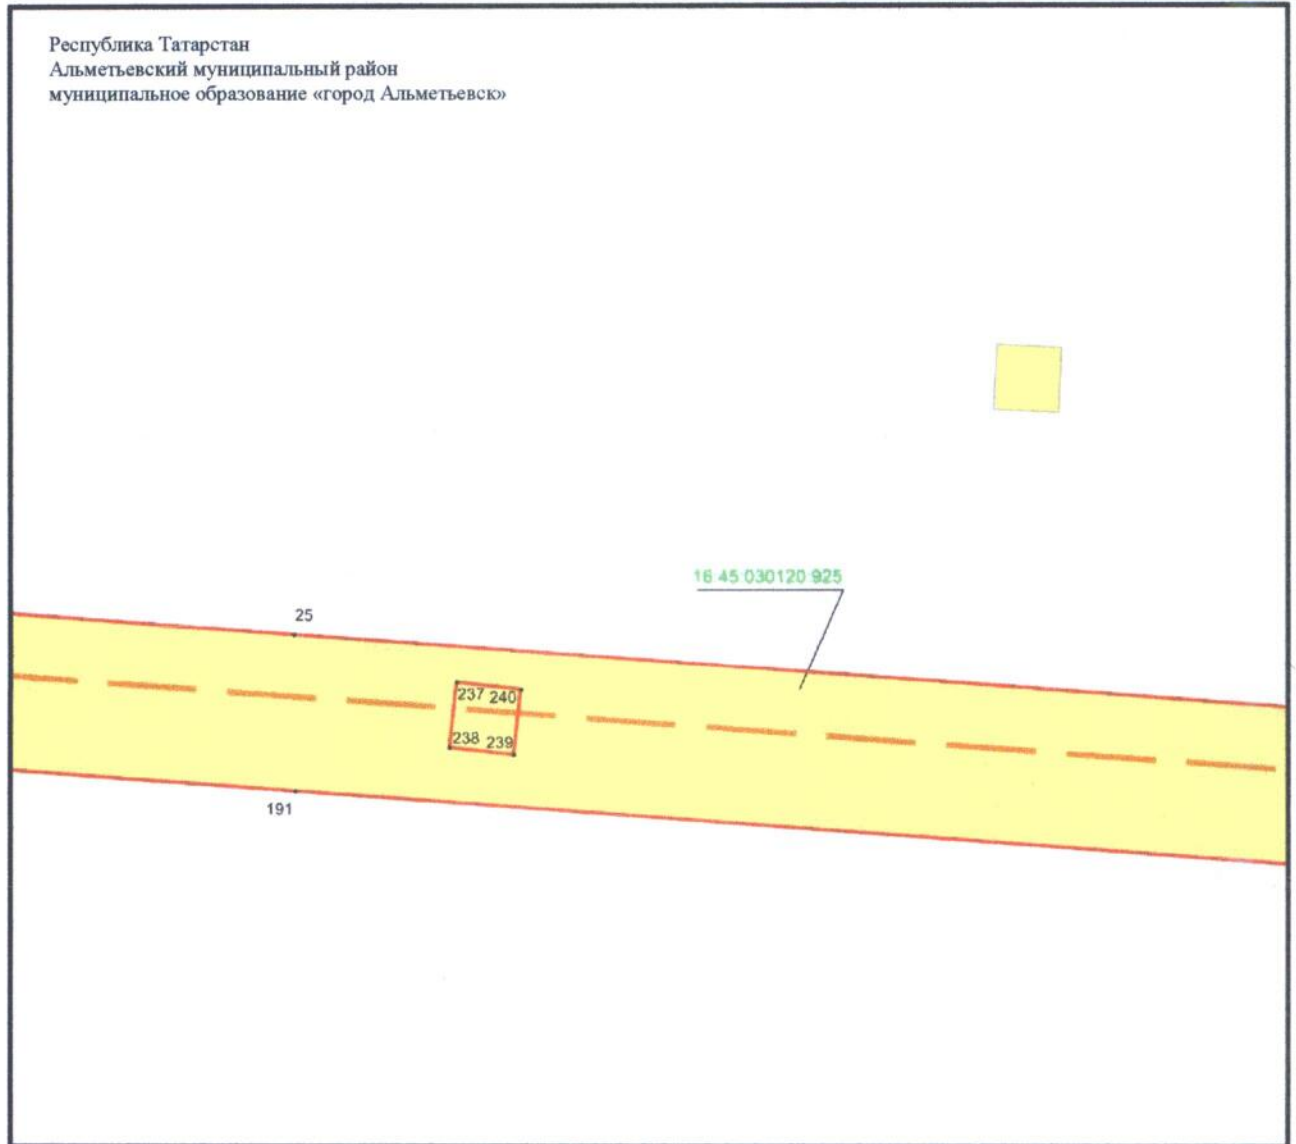 Республика Татарстан
Альметьевский муниципальный район
муниципальное образование «город Альметьевск»
16 45 030120 925
25
237 240
238 239
191